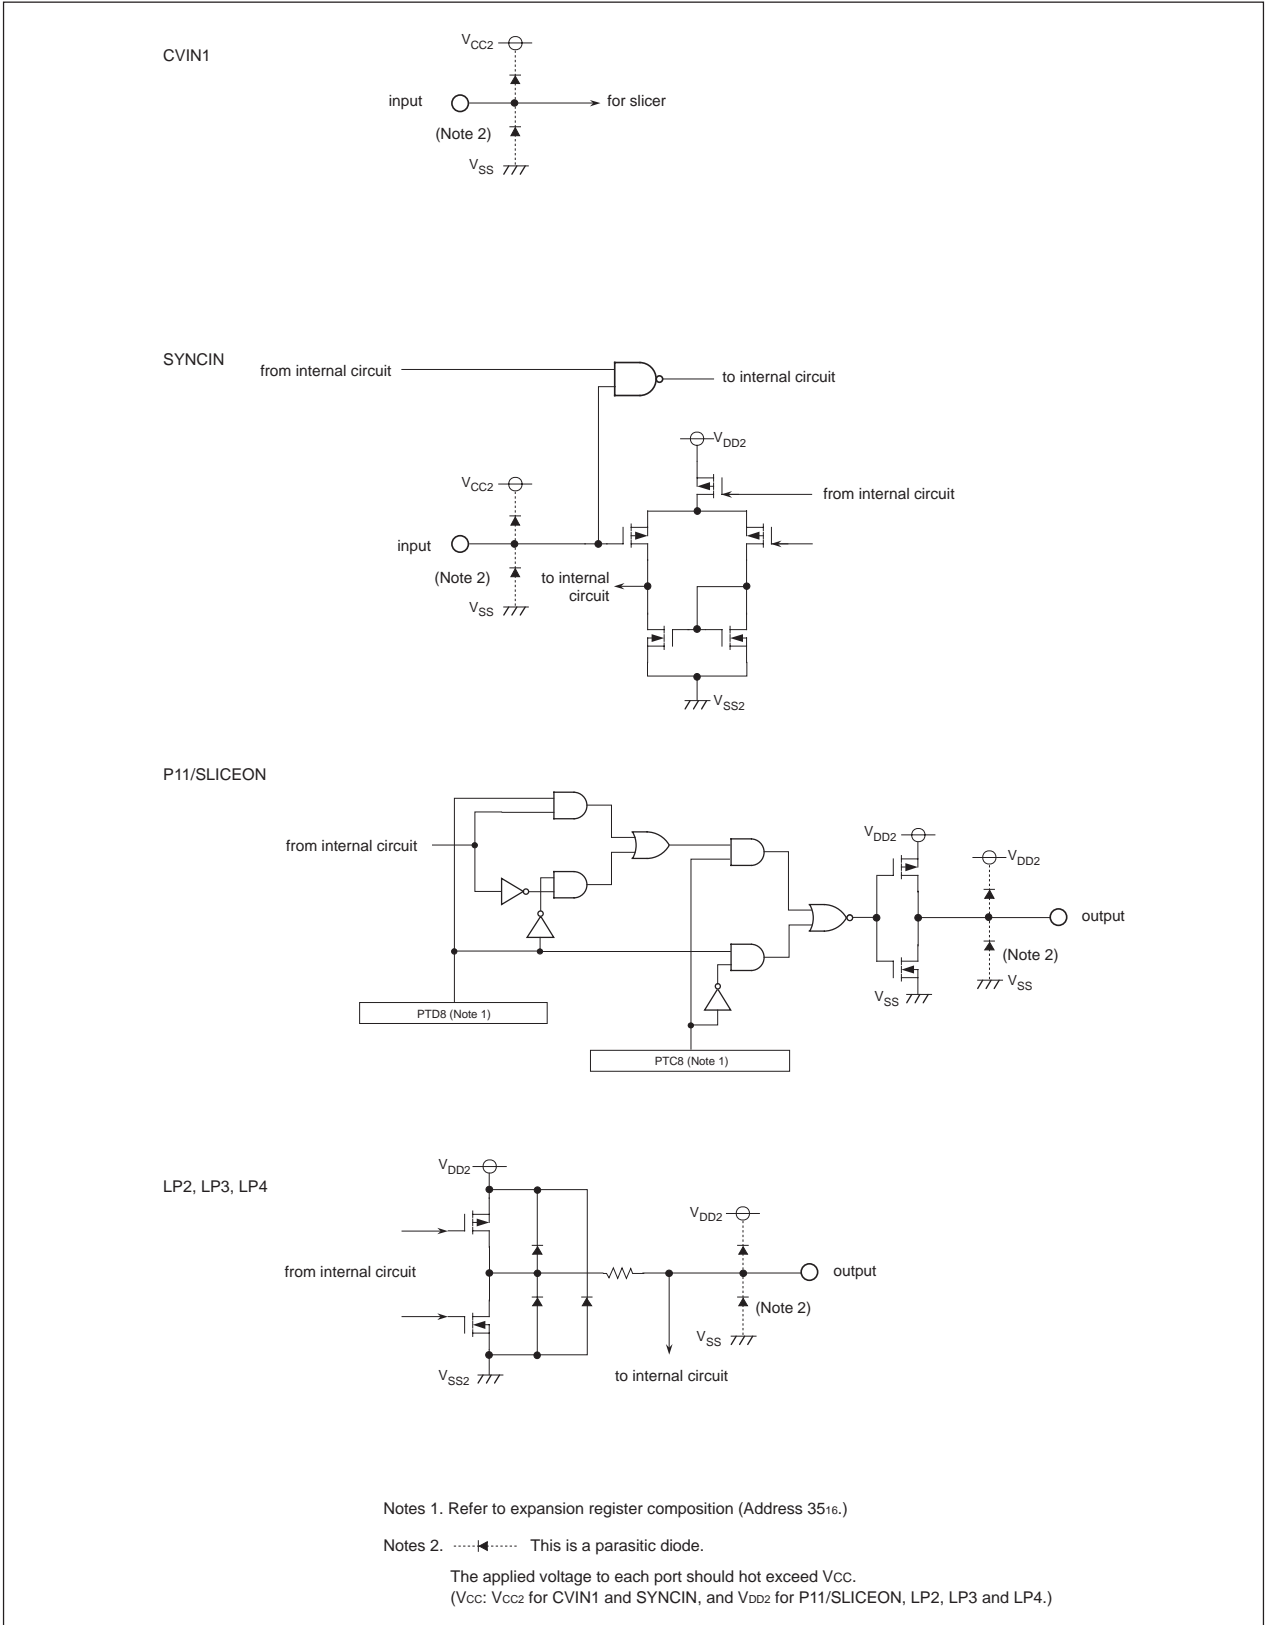 CVIN1
VCC2
input
for slicer
(Note 2)
VSS
SYNCIN
from internal circuit
to internal circuit
VDD2
VCC2
from internal circuit
input
(Note 2)
to internal
circuit
VSS
VSS2
P11/SLICEON
from internal circuit
VDD2
VDD2
output
(Note 2)
VSS
VSS
PTD8 (Note 1)
PTC8 (Note 1)
VDD2
LP2, LP3, LP4
VDD2
from internal circuit
output
(Note 2)
VSS
VSS2
to internal circuit
Notes 1. Refer to expansion register composition (Address 3516.)
Notes 2. This is a parasitic diode.
The applied voltage to each port should hot exceed VCC.
(VCC: VCC2 for CVIN1 and SYNCIN, and VDD2 for P11/SLICEON, LP2, LP3 and LP4.)